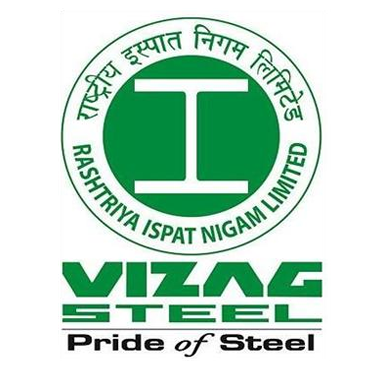 राष्ट्रीय इस्पात निगम लिमिटेड
RASHTRIYA ISPAT NIGAM LIMITED
VIZAG
STEEL
Pride of Steel